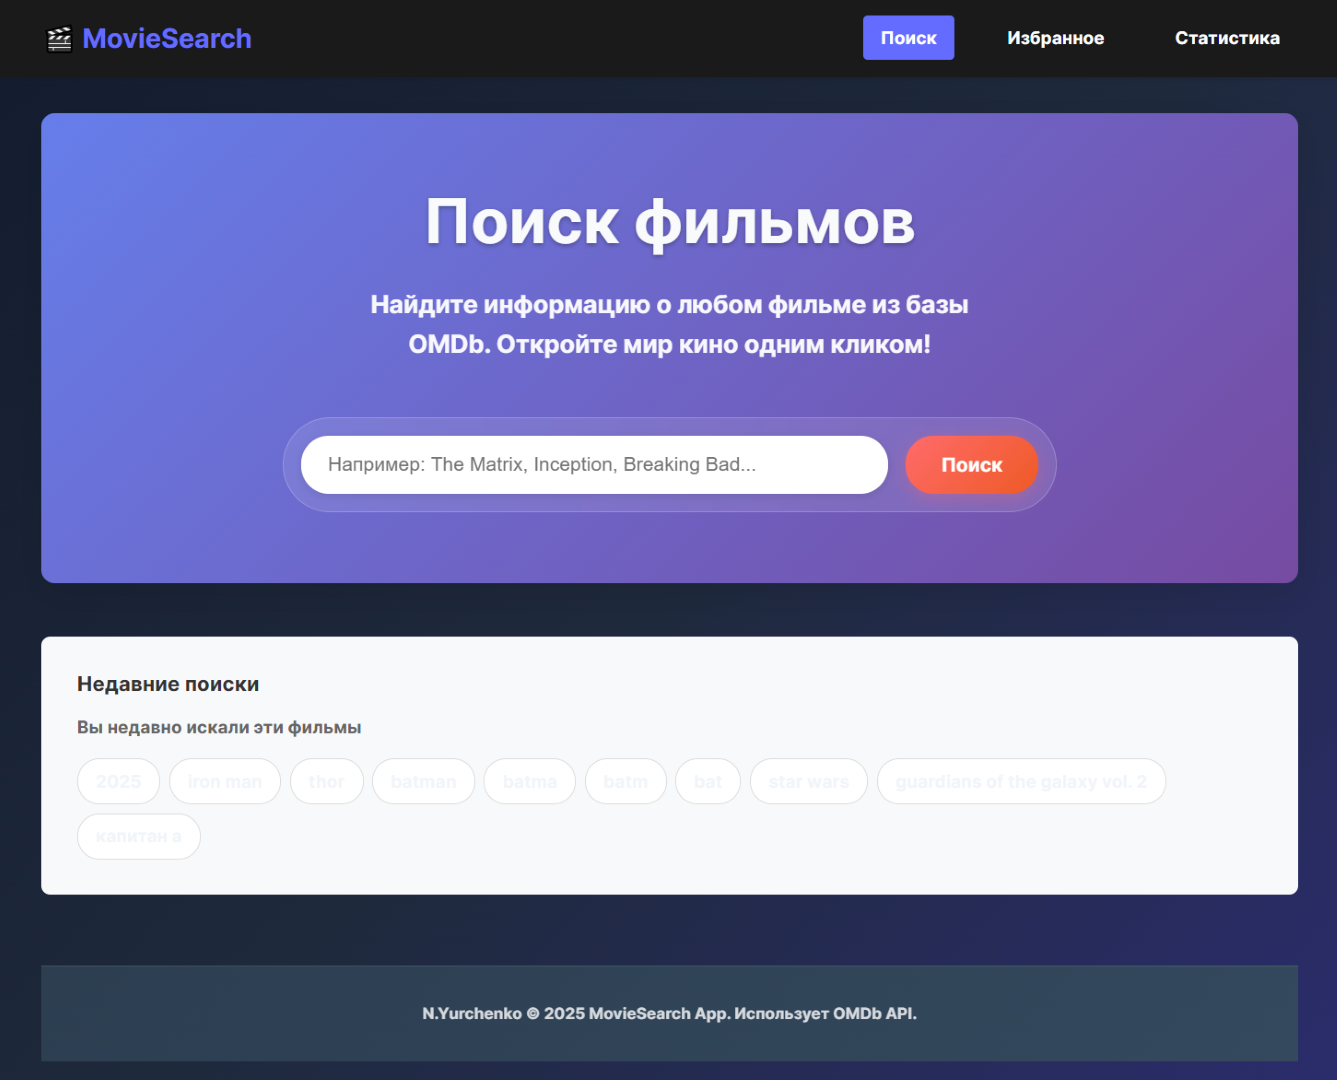 MovieSearch
Поиск
Избранное
Статистика
Поиск фильмов
Найдите информацию о любом фильме из базы
OMDb. Откройте мир кино одним кликом!
Например: The Matrix, Inception, Breaking Bad...
Поиск
Недавние поиски
Вы недавно искали эти фильмы
2025 iron man thor batman batma batm bat star wars guardians of the galaxy vol. 2
капитан а
N.Yurchenko © 2025 MovieSearch App. Использует OMDb API.